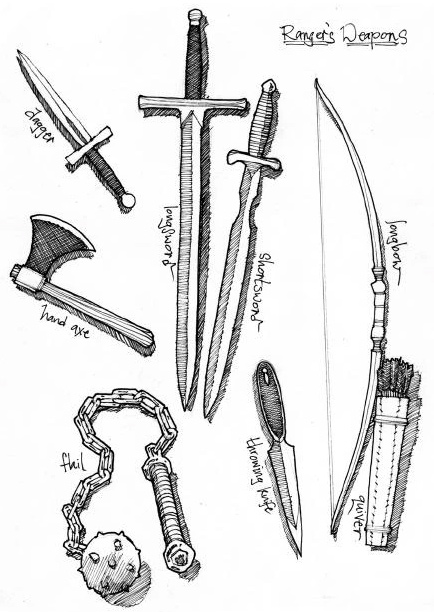 Ranger's Weapons
dagger
longsword
shortsword
longbow
hand axe
flail
throwing knife
quiver